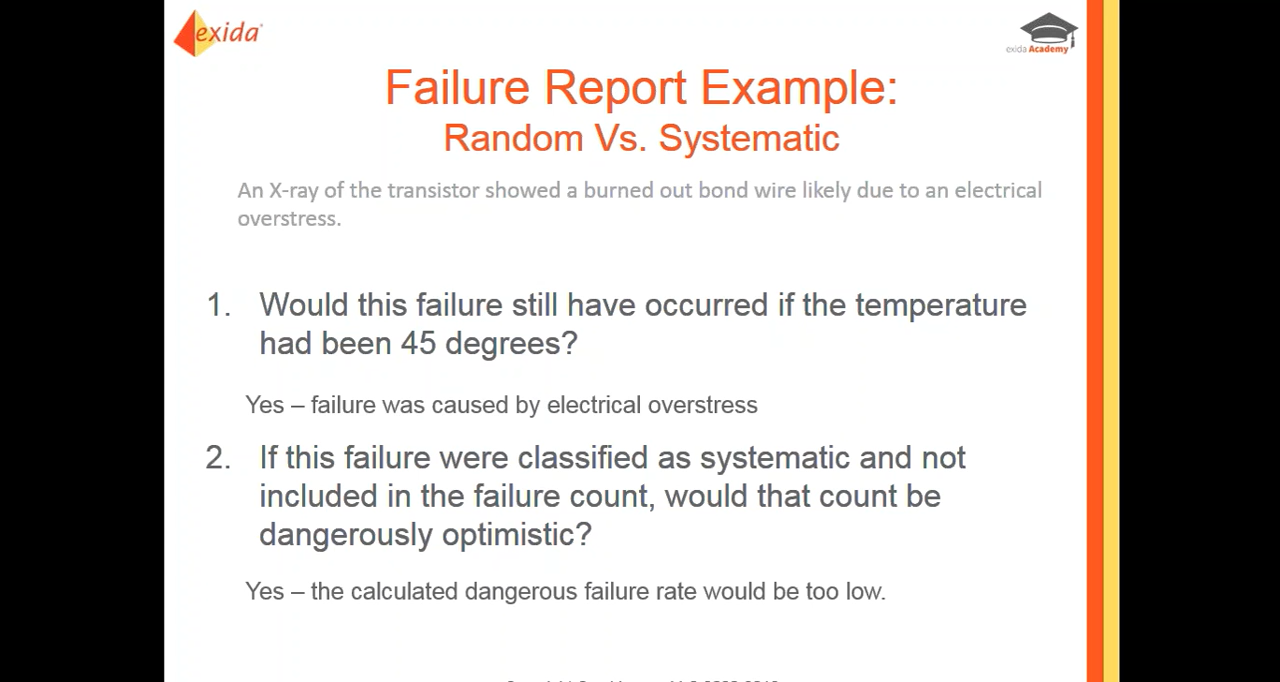 exida
exida Academy
Failure Report Example:
Random Vs. Systematic
An X-ray of the transistor showed a burned out bond wire likely due to an electrical
overstress.
1. Would this failure still have occurred if the temperature
had been 45 degrees?
Yes – failure was caused by electrical overstress
2. If this failure were classified as systematic and not
included in the failure count, would that count be
dangerously optimistic?
Yes – the calculated dangerous failure rate would be too low.